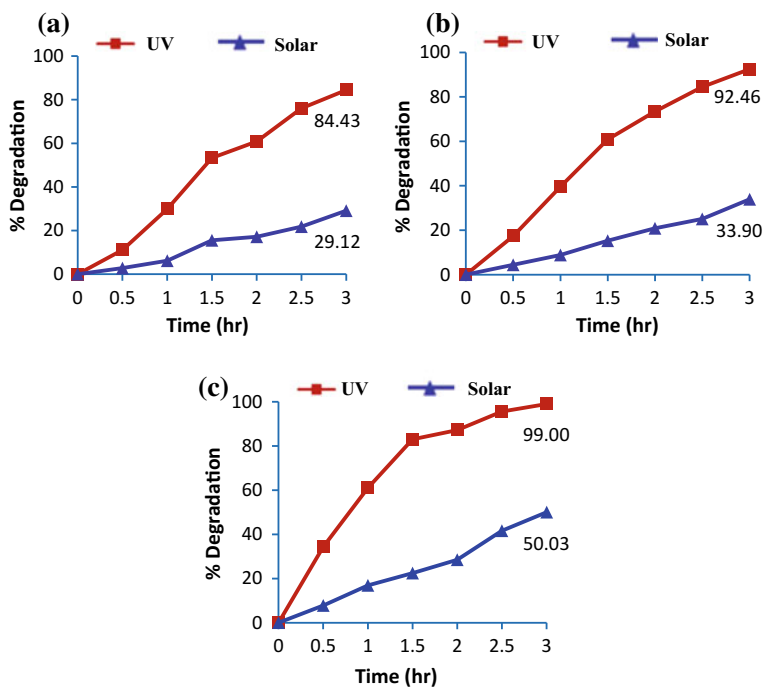 (a)
UV Solar
100
80
60
40
20
0
% Degradation
84.43
29.12
0 0.5 1 1.5 2 2.5 3
Time (hr)
(b)
UV Solar
100
80
60
40
20
0
% Degradation
92.46
33.90
0 0.5 1 1.5 2 2.5 3
Time (hr)
(c)
UV Solar
100
80
60
40
20
0
% Degradation
99.00
50.03
0 0.5 1 1.5 2 2.5 3
Time (hr)